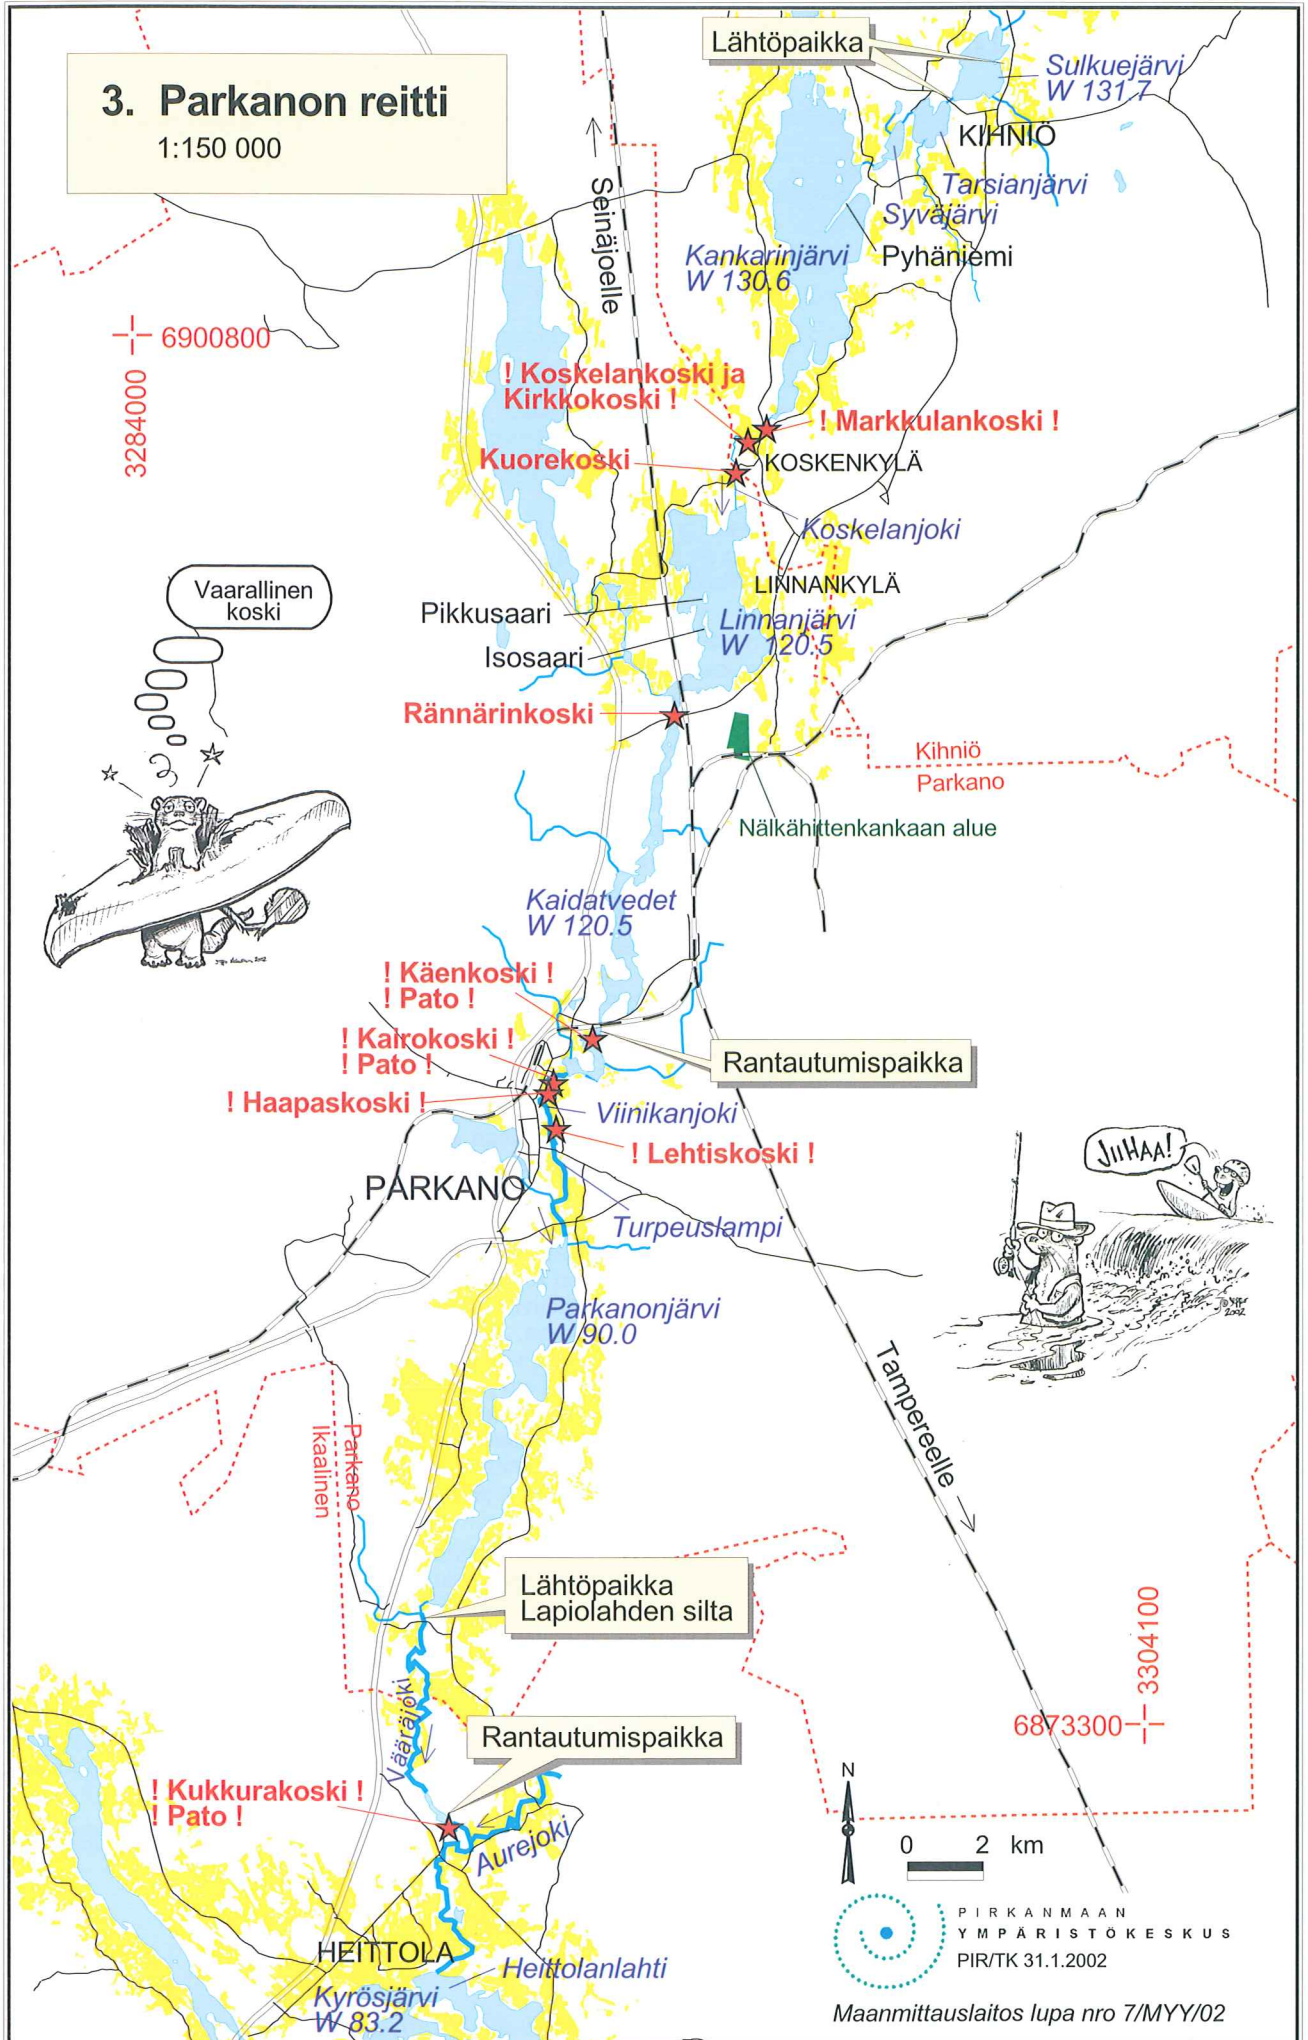 3. Parkanon reitti
1:150 000
Lähtöpaikka
Sulkuejärvi
W 131.7
KIHNIÖ
Tarsianjärvi
Syväjärvi
Pyhäniemi
Kankarinjärvi
W 130.6
Seinäjoelle
6900800
3284000
! Koskelankoski ja
Kirkkokoski !
! Markkulankoski !
Kuorekoski
KOSKENKYLÄ
Koskelanjoki
LINNANKYLÄ
Vaarallinen
koski
Pikkusaari
Linnanjärvi
W 120.5
Isosaari
Rännärinkoski
Kihniö
Parkano
Nälkähittenkankaan alue
Kaidatvedet
W 120.5
! Käenkoski !
! Pato !
! Kairokoski !
! Pato !
Rantautumispaikka
! Haapaskoski !
Viinikanjoki
! Lehtiskoski !
JIIHAA!
PARKANO
Turpeuslampi
Parkanonjärvi
W 90.0
2002
Tampereelle
Parkano
Ikaalinen
Lähtöpaikka
Lapiolahden silta
3304100
6873300
Vääräjoki
Rantautumispaikka
! Kukkurakoski !
! Pato !
Aurejoki
N
0 2 km
PIRKANMAAN
YMPÄRISTÖKESKUS
PIR/TK 31.1.2002
HEITTOLA
Heittolanlahti
Kyrösjärvi
W 83.2
Maanmittauslaitos lupa nro 7/MYY/02